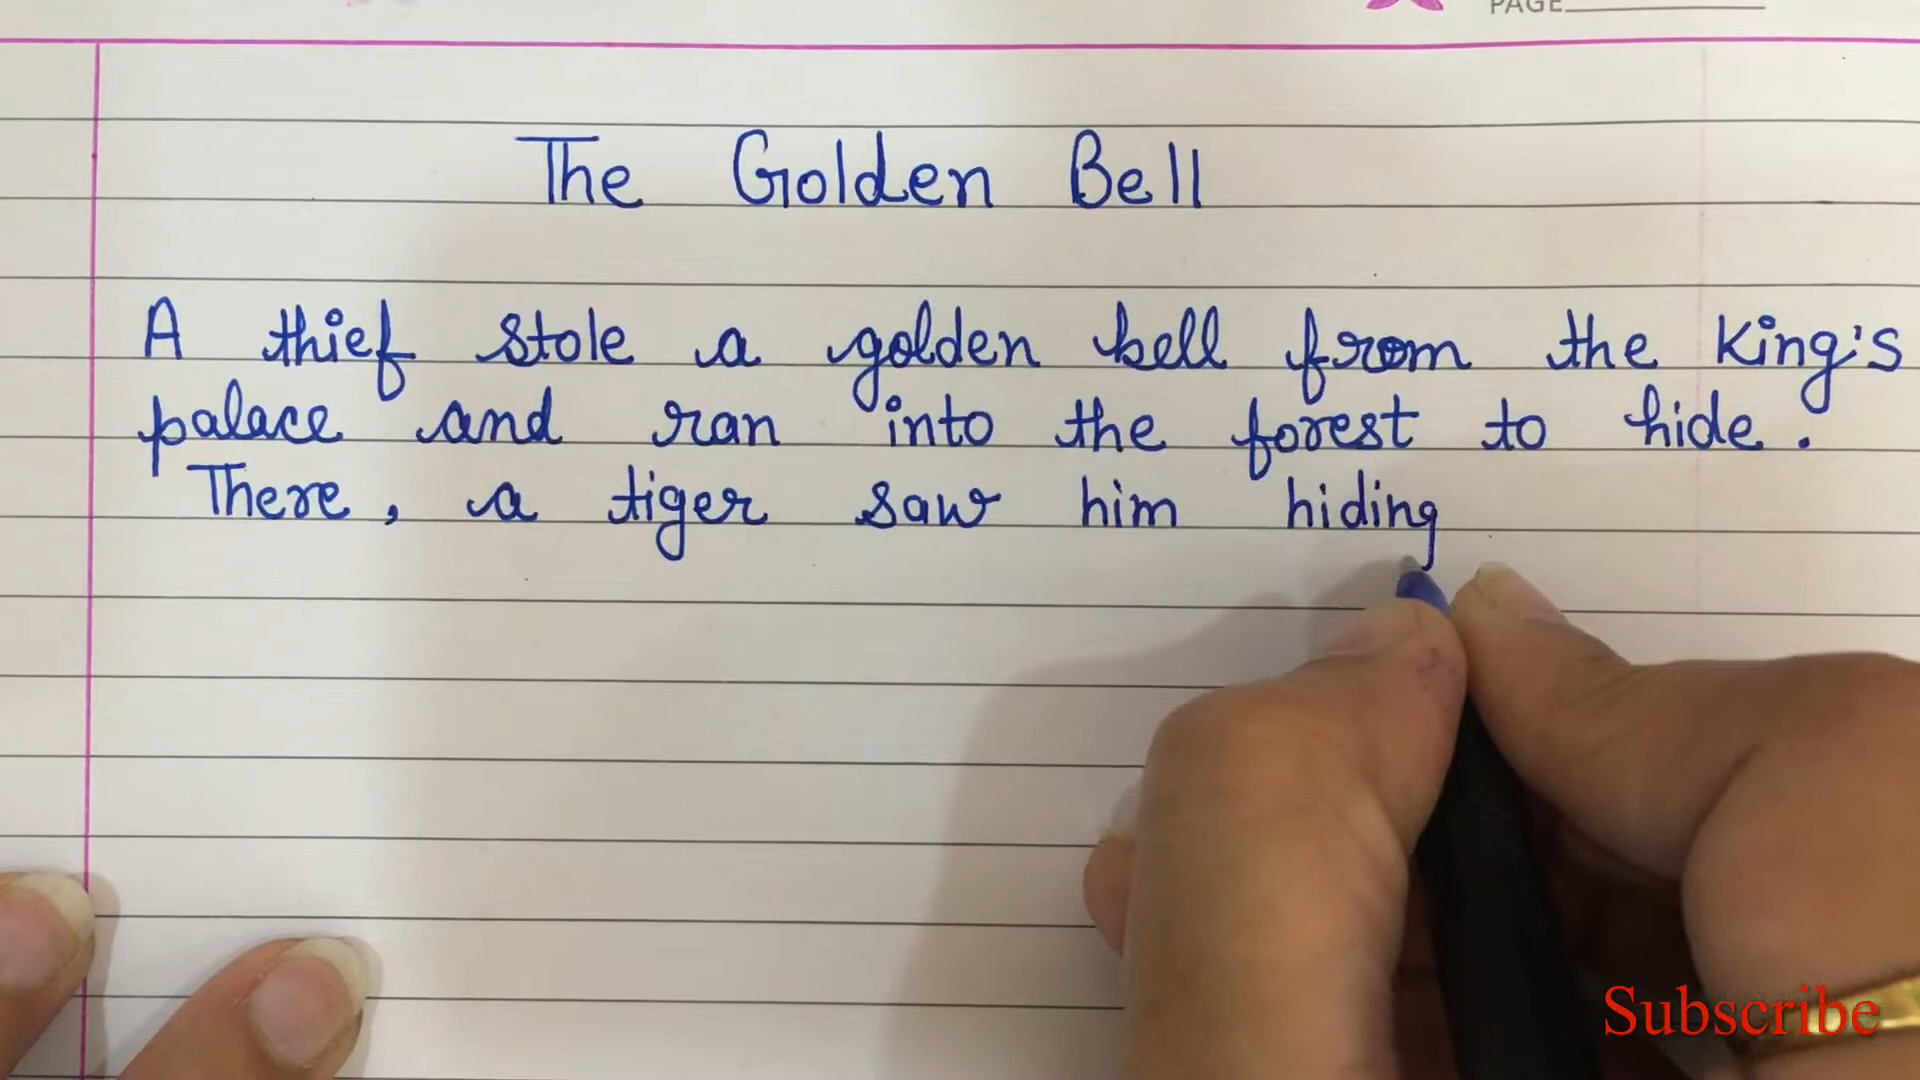 PAGE
The Golden Bell
A thief stole a golden bell from the King's
palace and ran into the forest to hide.
There, a tiger saw him hiding
Subscribe